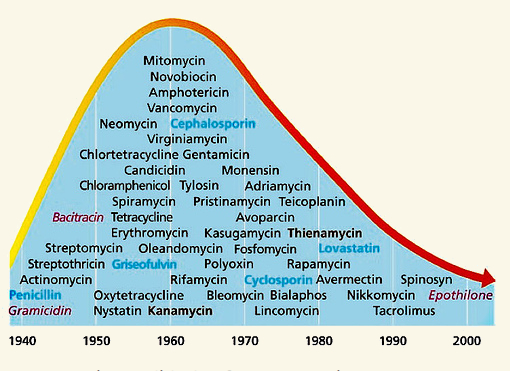 Mitomycin
Novobiocin
Amphotericin
Vancomycin
Neomycin Cephalosporin
Virginiamycin
Chlortetracycline Gentamicin
Candicidin Monensin
Chloramphenicol Tylosin Adriamycin
Spiramycin Pristinamycin Teicoplanin
Bacitracin Tetracycline Avoparcin
Erythromycin Kasugamycin Thienamycin
Streptomycin Oleandomycin Fosfomycin Lovastatin
Streptothricin Griseofulvin Polyoxin Rapamycin
Actinomycin Rifamycin Cyclosporin Avermectin Spinosyn
Penicillin Oxytetracycline Bleomycin Bialaphos Nikkomycin Epothilone
Gramicidin Nystatin Kanamycin Lincomycin Tacrolimus
1940 1950 1960 1970 1980 1990 2000